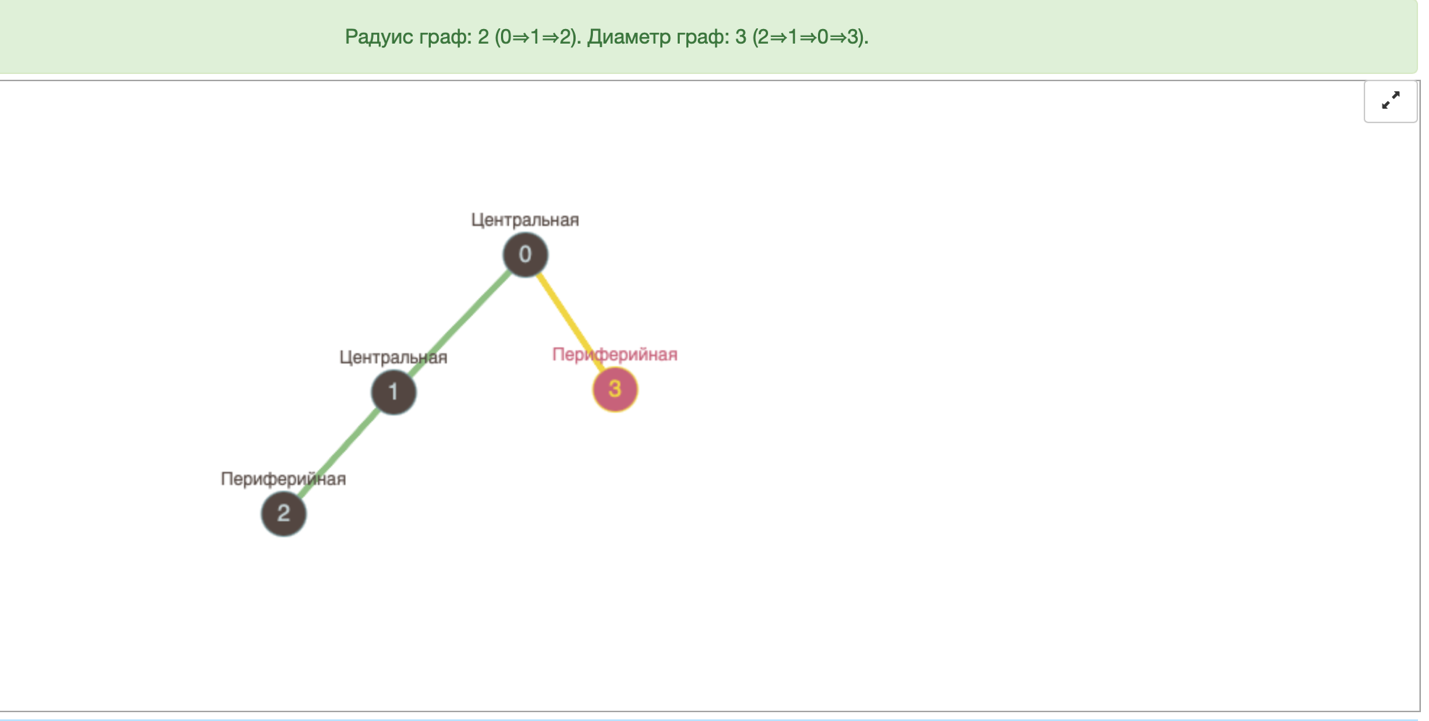 Радуис граф: 2 (0⇒1⇒2). Диаметр граф: 3 (2⇒1⇒0⇒3).
Центральная
0
Центральная
1
Периферийная
3
Периферийная
2